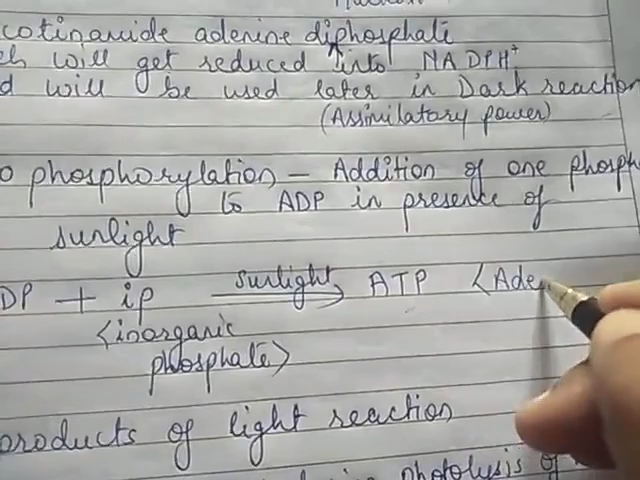 cotinamide adenine diphosphate
will get reduced into NADPH+
will be used later in Dark reaction
(Assimilatory power)
o phosphorylation - Addition of one phosph
to ADP in presence of
sunlight
DP + ip sunlight ATP <Ade
<inorganic
phosphate>
products of light reaction
photolysis of